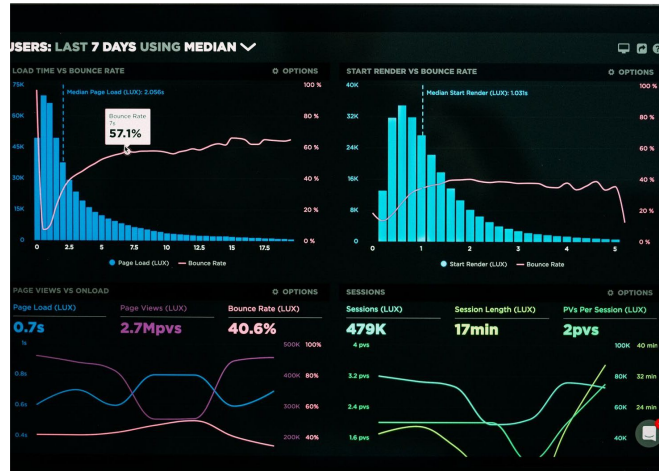 USERS: LAST 7 DAYS USING MEDIAN
LOAD TIME VS BOUNCE RATE
OPTIONS
75K
60K
45K
30K
15K
0
Median Page Load (LUX): 2.056s
Bounce Rate
7s
57.1%
100 %
80 %
60 %
40 %
20 %
0 %
0 2.5 5 7.5 10 12.5 15 17.5
Page Load (LUX) Bounce Rate
START RENDER VS BOUNCE RATE
OPTIONS
40K
32K
24K
16K
8K
0
Median Start Render (LUX): 1.031s
100 %
80 %
60 %
40 %
20 %
0 %
0 1 2 3 4 5
Start Render (LUX) Bounce Rate
PAGE VIEWS VS ONLOAD
OPTIONS
Page Load (LUX) Page Views (LUX) Bounce Rate (LUX)
0.7s 2.7Mpvs 40.6%
1s
0.8s
0.6s
0.4s
500K 100%
400K 80%
300K 60%
200K 40%
SESSIONS
OPTIONS
Sessions (LUX) Session Length (LUX) PVs Per Session (LUX)
479K 17min 2pvs
4 pvs
3.2 pvs
2.4 pvs
1.6 pvs
100K 40 min
80K 32 min
60K 24 min
40K